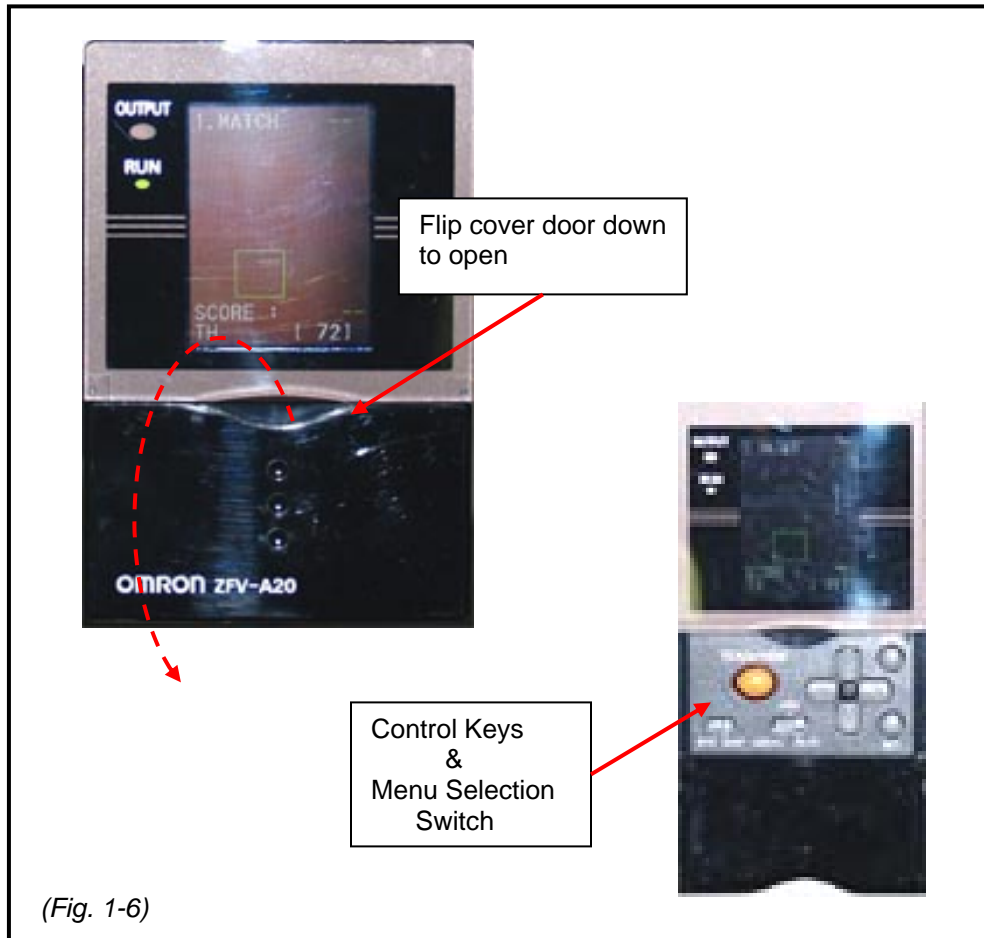 OUTPUT
RUN
1.MATCH --
SCORE : --
TH [ 72]
Flip cover door down
to open
OMRON ZFV-A20
Control Keys
&
Menu Selection
Switch
(Fig. 1-6)